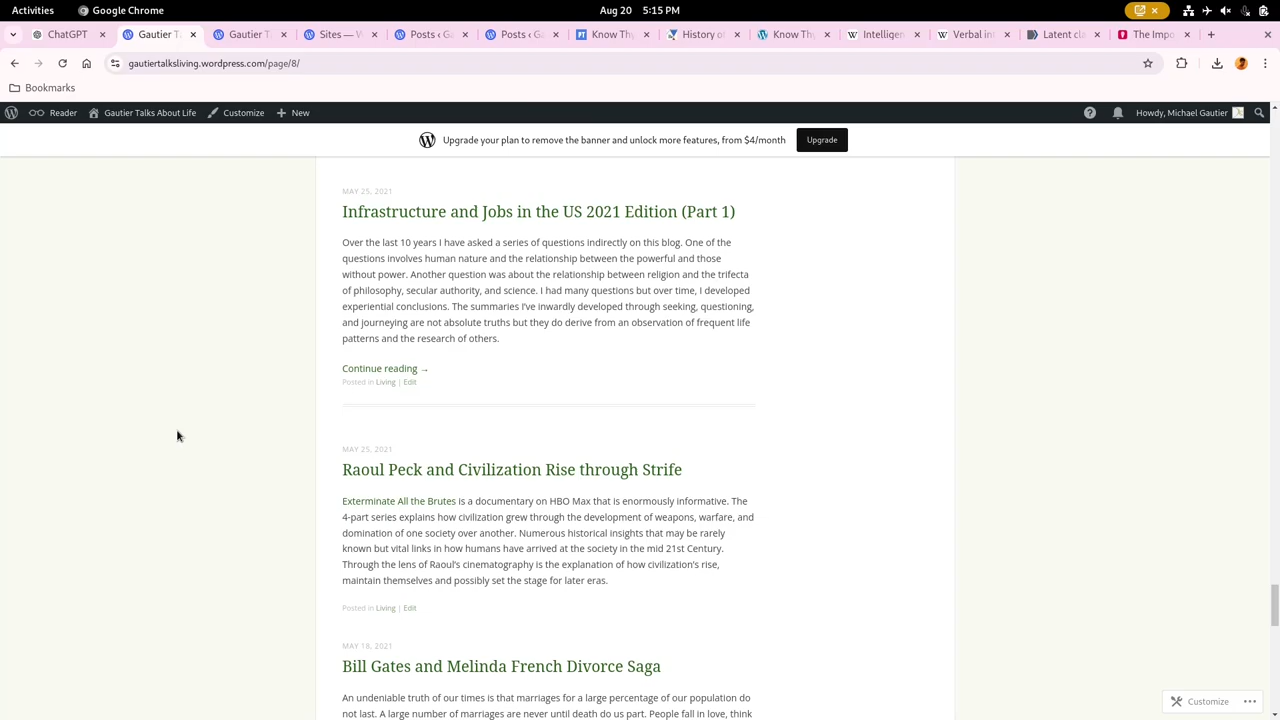 Activities
Google Chrome
Aug 20 5:15 PM
ChatGPT
Gautier T
Gautier T
Sites — W
Posts ‹ Ga
Posts ‹ Ga
Know Thy
History of
Know Thy
Intelligen
Verbal int
Latent cla
The Impo
gautiertalksliving.wordpress.com/page/8/
Bookmarks
Reader
Gautier Talks About Life
Customize
New
Howdy, Michael Gautier
Upgrade your plan to remove the banner and unlock more features, from $4/month
Upgrade
MAY 25, 2021
Infrastructure and Jobs in the US 2021 Edition (Part 1)
Over the last 10 years I have asked a series of questions indirectly on this blog. One of the
questions involves human nature and the relationship between the powerful and those
without power. Another question was about the relationship between religion and the trifecta
of philosophy, secular authority, and science. I had many questions but over time, I developed
experiential conclusions. The summaries I've inwardly developed through seeking, questioning,
and journeying are not absolute truths but they do derive from an observation of frequent life
patterns and the research of others.
Continue reading →
Posted in Living | Edit
MAY 25, 2021
Raoul Peck and Civilization Rise through Strife
Exterminate All the Brutes is a documentary on HBO Max that is enormously informative. The
4-part series explains how civilization grew through the development of weapons, warfare, and
domination of one society over another. Numerous historical insights that may be rarely
known but vital links in how humans have arrived at the society in the mid 21st Century.
Through the lens of Raoul's cinematography is the explanation of how civilization's rise,
maintain themselves and possibly set the stage for later eras.
Posted in Living | Edit
MAY 18, 2021
Bill Gates and Melinda French Divorce Saga
An undeniable truth of our times is that marriages for a large percentage of our population do
not last. A large number of marriages are never until death do us part. People fall in love, think
Customize